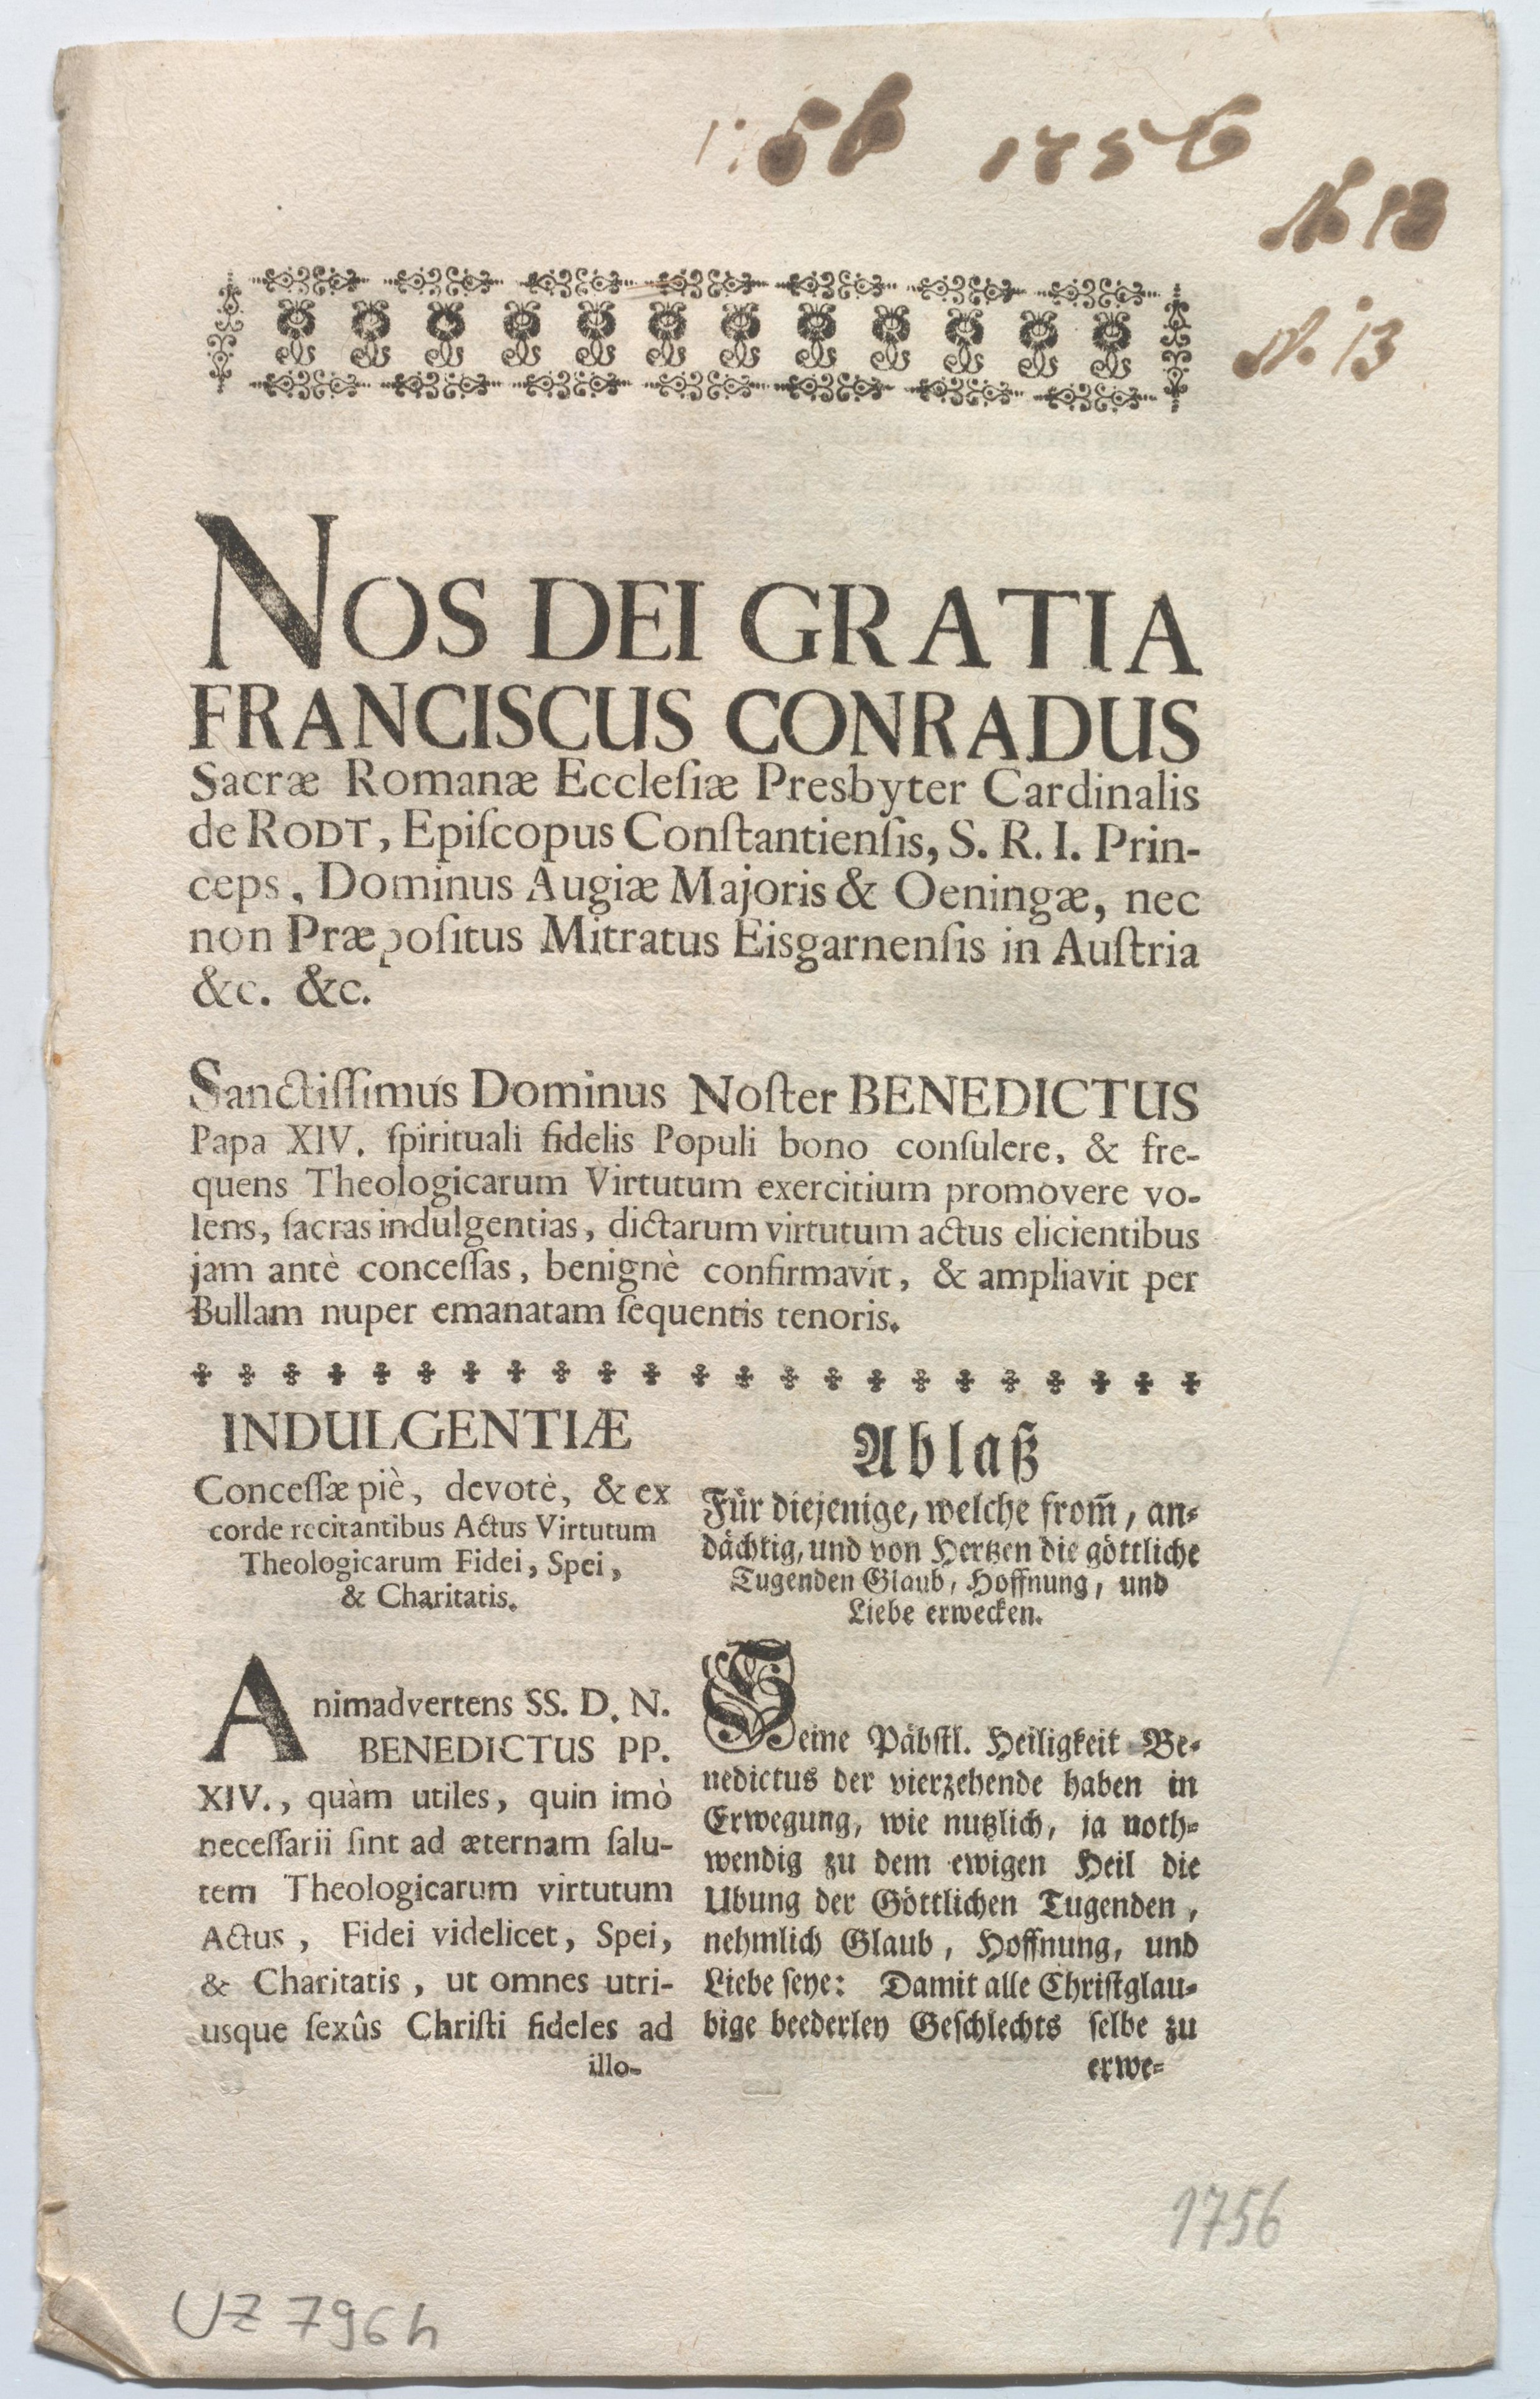 1756 1756
N 13
N. 13
NOS DEI GRATIA
FRANCISCUS CONRADUS
Sacræ Romanæ Eccleſiæ Presbyter Cardinalis
de RODT, Epiſcopus Conſtantienſis, S. R. I. Prin-
ceps, Dominus Augiæ Majoris & Oeningæ, nec
non Præpoſitus Mitratus Eisgarnenſis in Auſtria
&c. &c.
Sanctiſſimus Dominus Noſter BENEDICTUS
Papa XIV. ſpirituali fidelis Populi bono conſulere, & fre-
quens Theologicarum Virtutum exercitium promovere vo-
lens, ſacras indulgentias, dictarum virtutum actus elicientibus
jam antè conceſſas, benignè confirmavit, & ampliavit per
Bullam nuper emanatam ſequentis tenoris.
INDULGENTIÆ
Conceſſæ piè, devotè, & ex
corde recitantibus Actus Virtutum
Theologicarum Fidei, Spei,
& Charitatis.
Animadvertens SS. D. N.
BENEDICTUS PP.
XIV., quàm utiles, quin imò
neceſſarii ſint ad æternam ſalu-
tem Theologicarum virtutum
Actus, Fidei videlicet, Spei,
& Charitatis, ut omnes utri-
usque ſexûs Chriſti fideles ad
illo-
Ablaß
Für diejenige, welche from̃, an-
dächtig, und von Hertzen die göttliche
Tugenden Glaub, Hoffnung, und
Liebe erwecken.
Seine Päbſtl. Heiligkeit Be-
nedictus der vierzehende haben in
Erwegung, wie nutzlich, ja noth-
wendig zu dem ewigen Heil die
Ubung der Göttlichen Tugenden,
nehmlich Glaub, Hoffnung, und
Liebe ſeye: Damit alle Chriſtglau-
bige beederley Geſchlechts ſelbe zu
erwe-
1756
UZ 796h